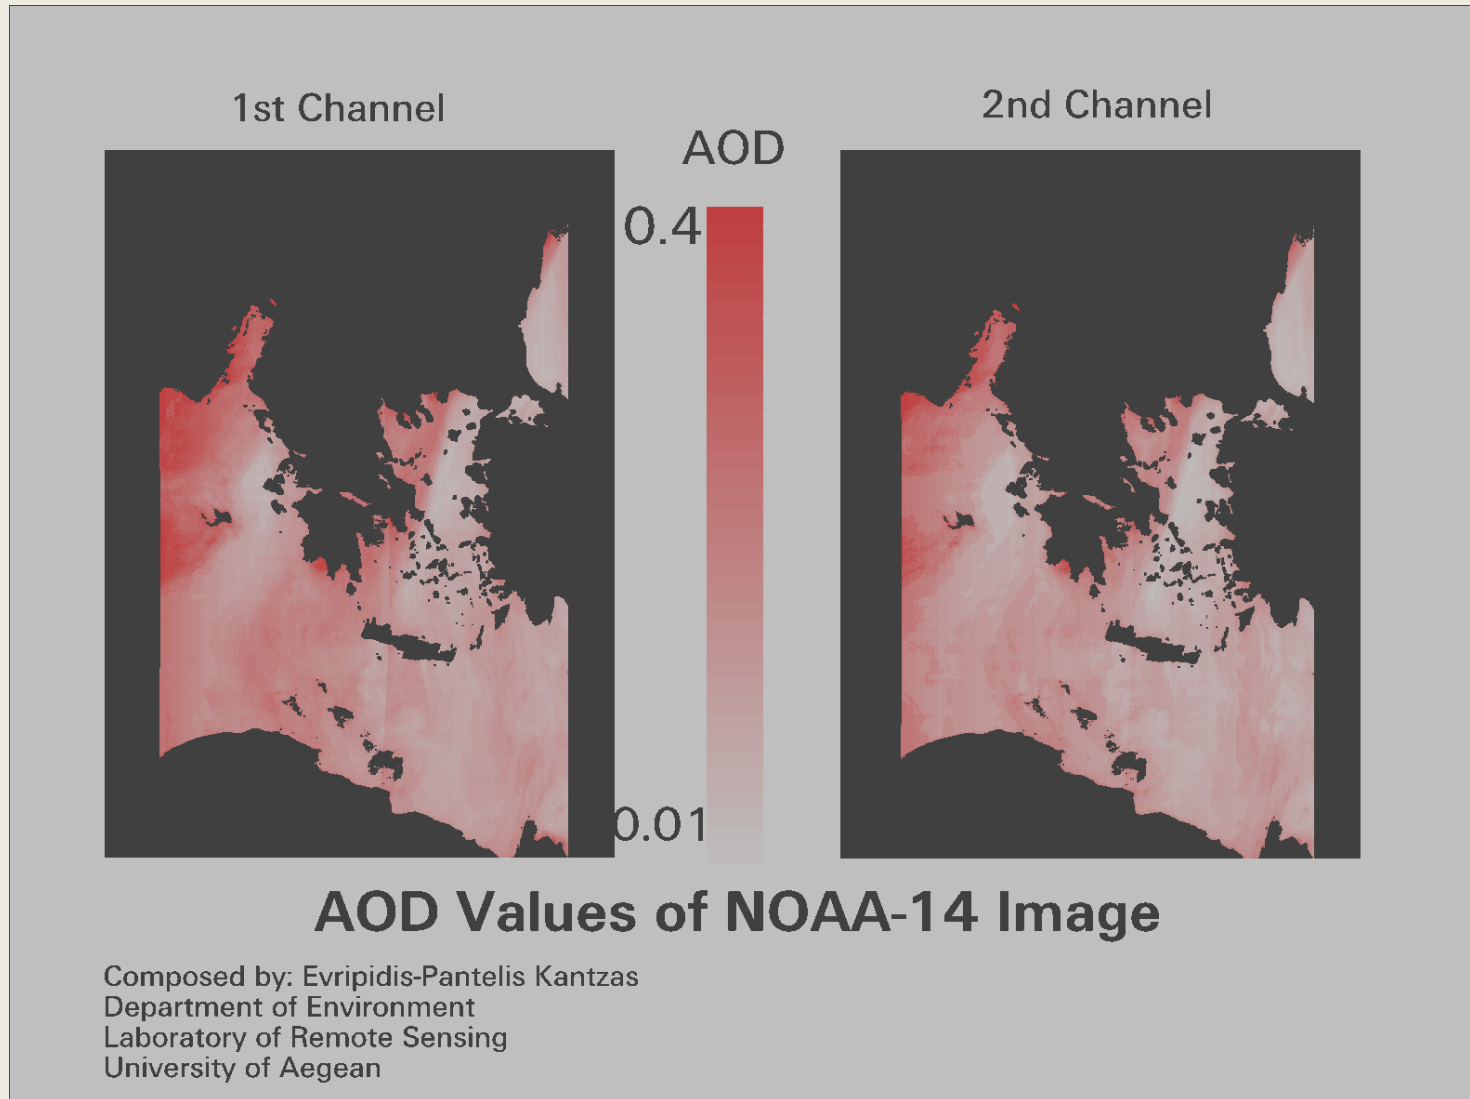 1st Channel
2nd Channel
AOD
0.4
0.01
AOD Values of NOAA-14 Image
Composed by: Evripidis-Pantelis Kantzas
Department of Environment
Laboratory of Remote Sensing
University of Aegean